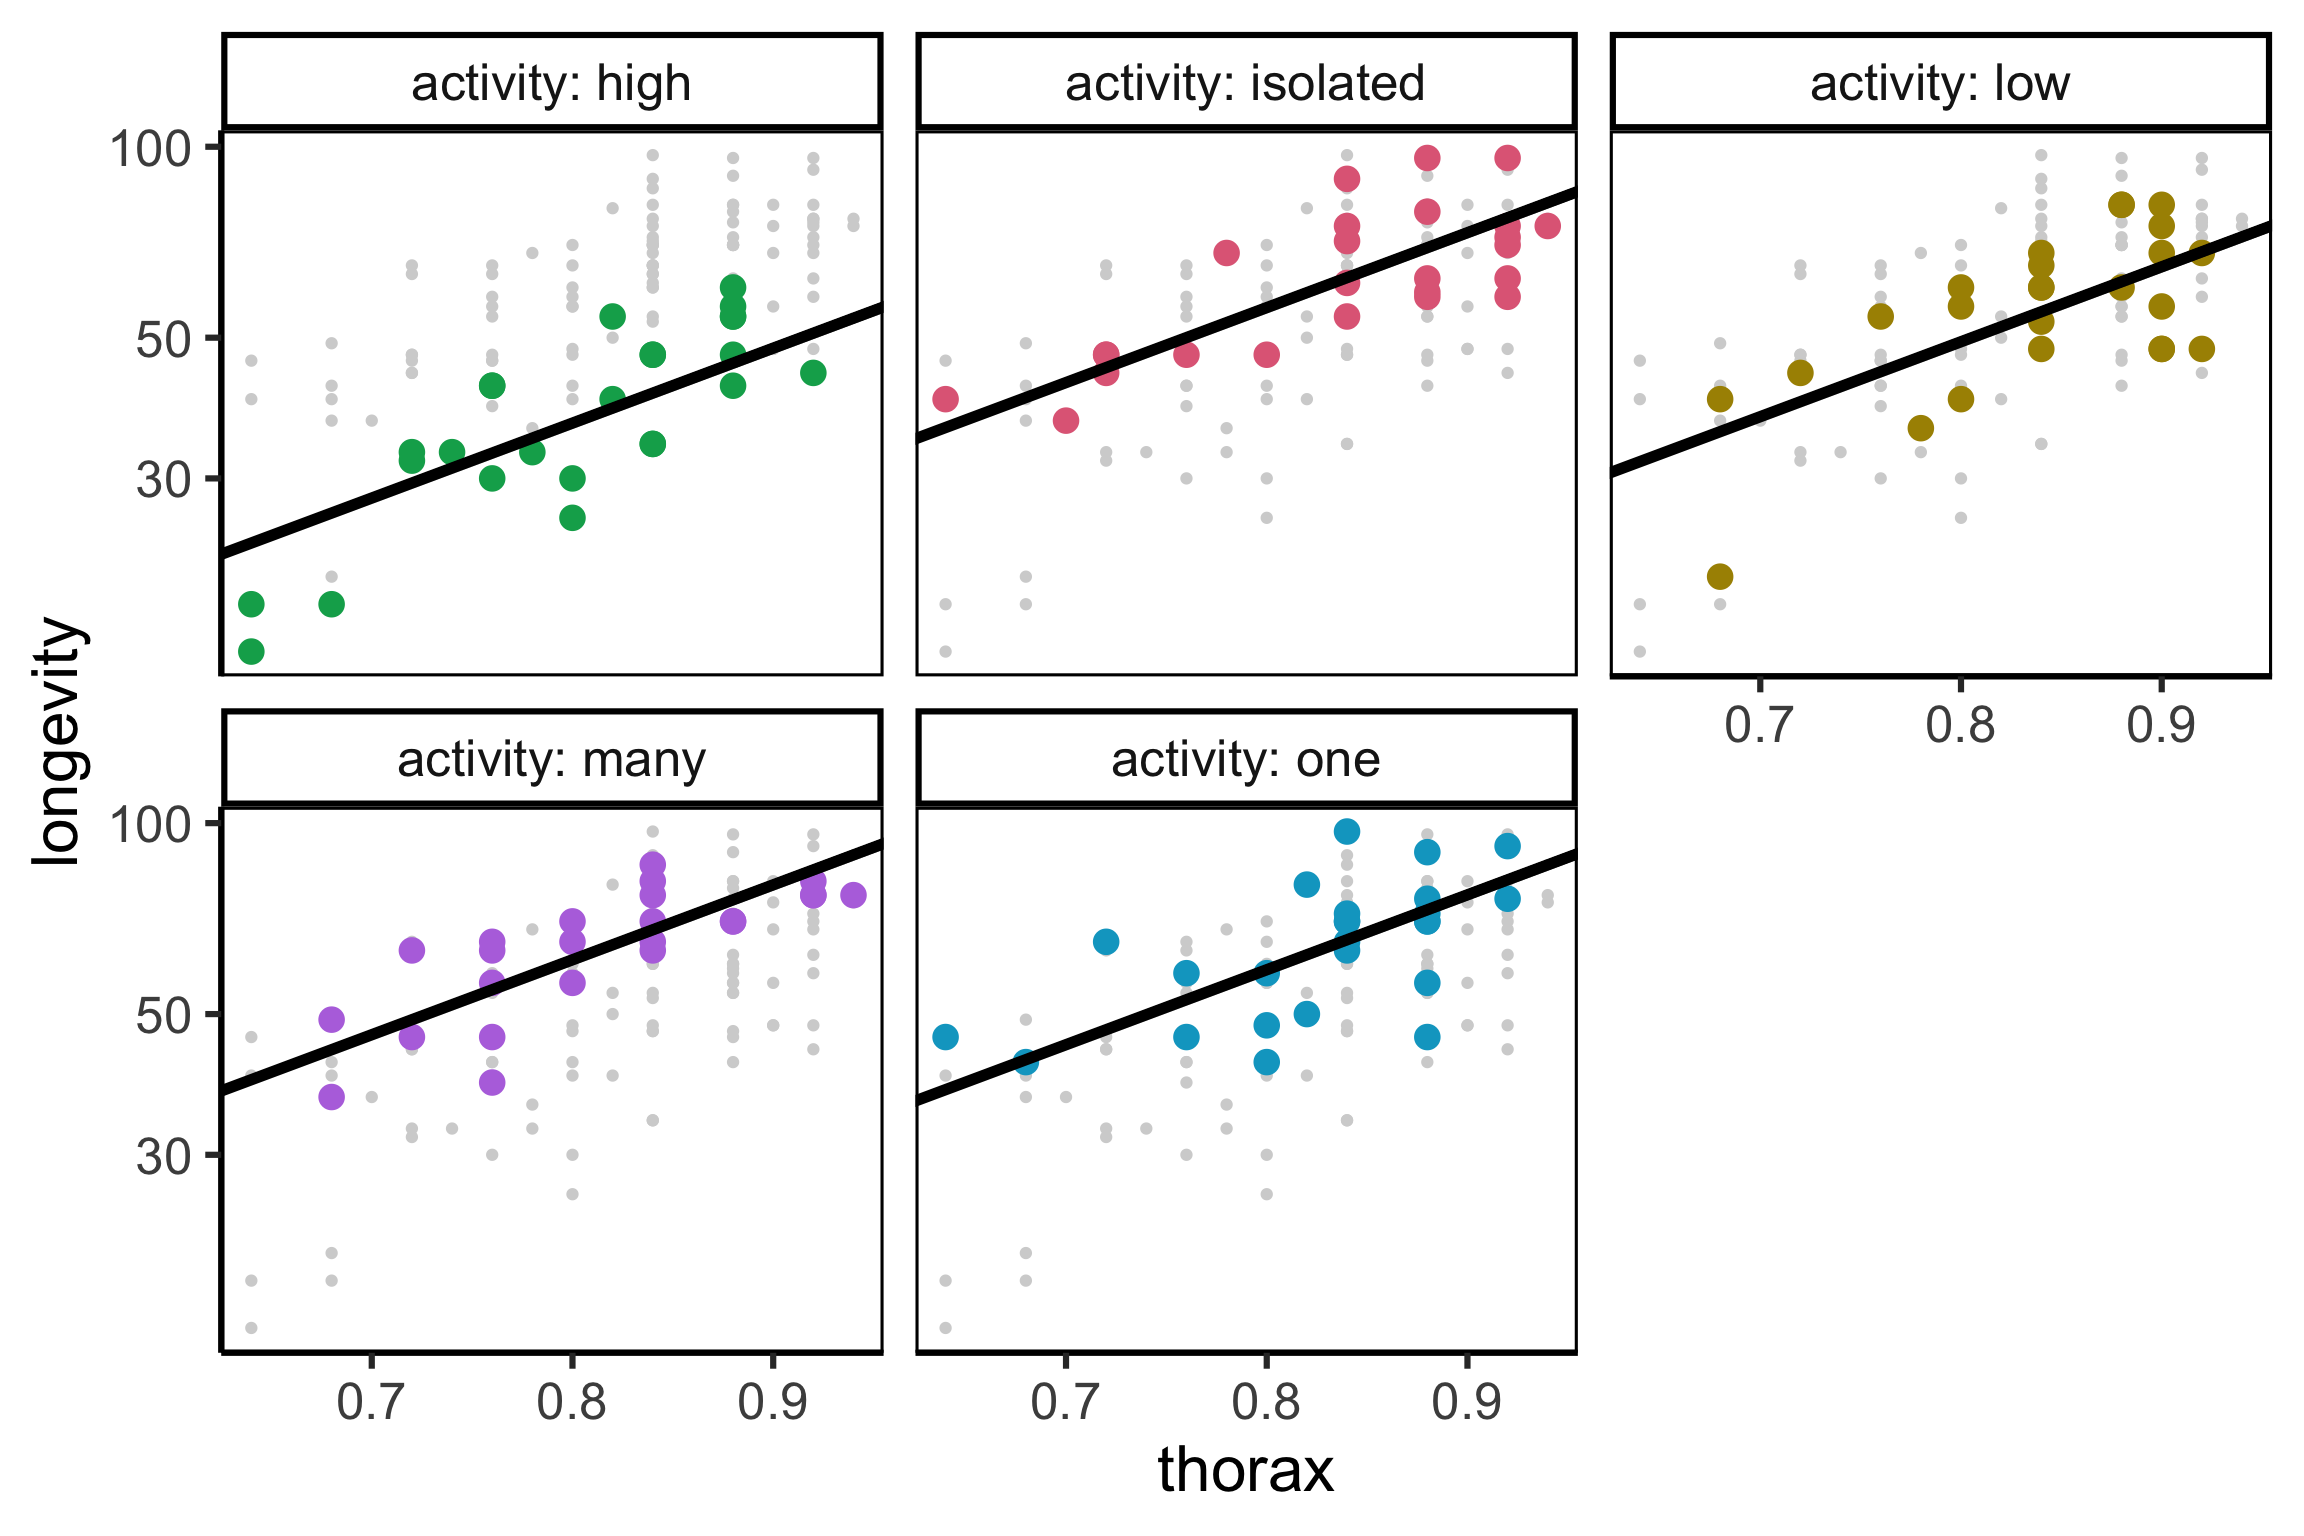 activity: high
activity: isolated
activity: low
100
50
30
0.7 0.8 0.9
longevity
activity: many
activity: one
100
50
30
0.7 0.8 0.9
0.7 0.8 0.9
thorax